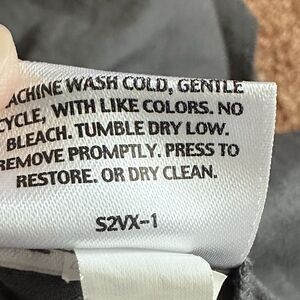 MACHINE WASH COLD, GENTLE
CYCLE, WITH LIKE COLORS. NO
BLEACH. TUMBLE DRY LOW.
REMOVE PROMPTLY. PRESS TO
RESTORE. OR DRY CLEAN.
S2VX-1